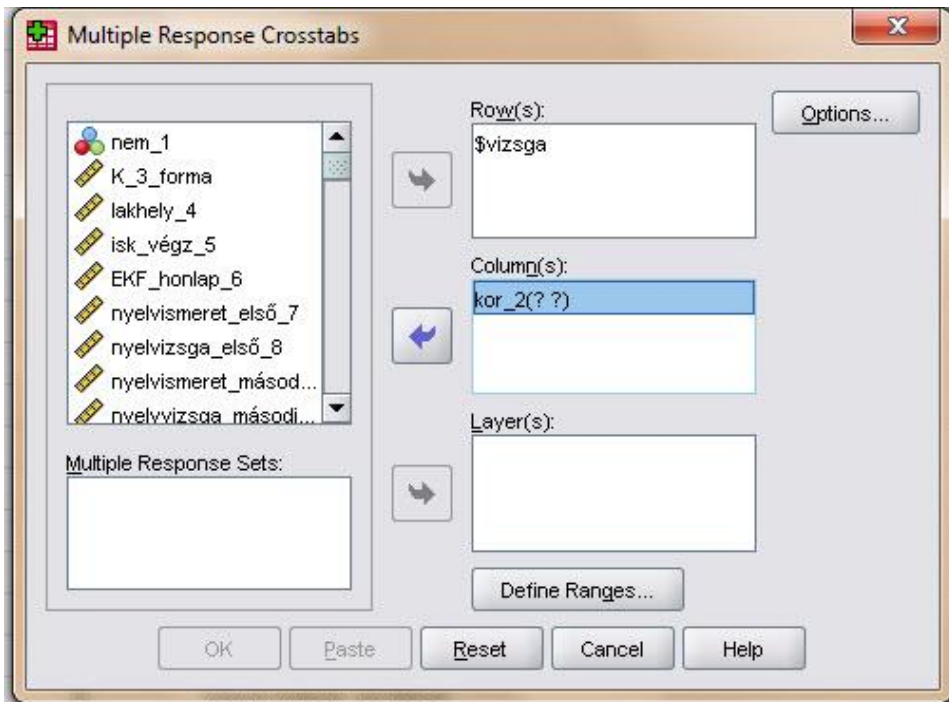 Multiple Response Crosstabs
nem_1
K_3_forma
lakhely_4
isk_végz_5
EKF_honlap_6
nyelvismeret_első_7
nyelvizsga_első_8
nyelvismeret_másod...
nyelvvizsga_másodi...
Multiple Response Sets:
Row(s):
$vizsga
Column(s):
kor_2(? ?)
Layer(s):
Define Ranges...
Options...
OK
Paste
Reset
Cancel
Help